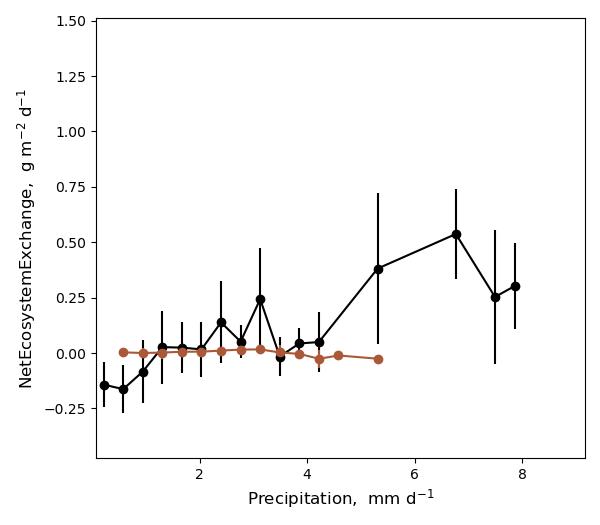 1.50
1.25
1.00
0.75
0.50
0.25
0.00
−0.25
NetEcosystemExchange, g m⁻² d⁻¹
2 4 6 8
Precipitation, mm d⁻¹